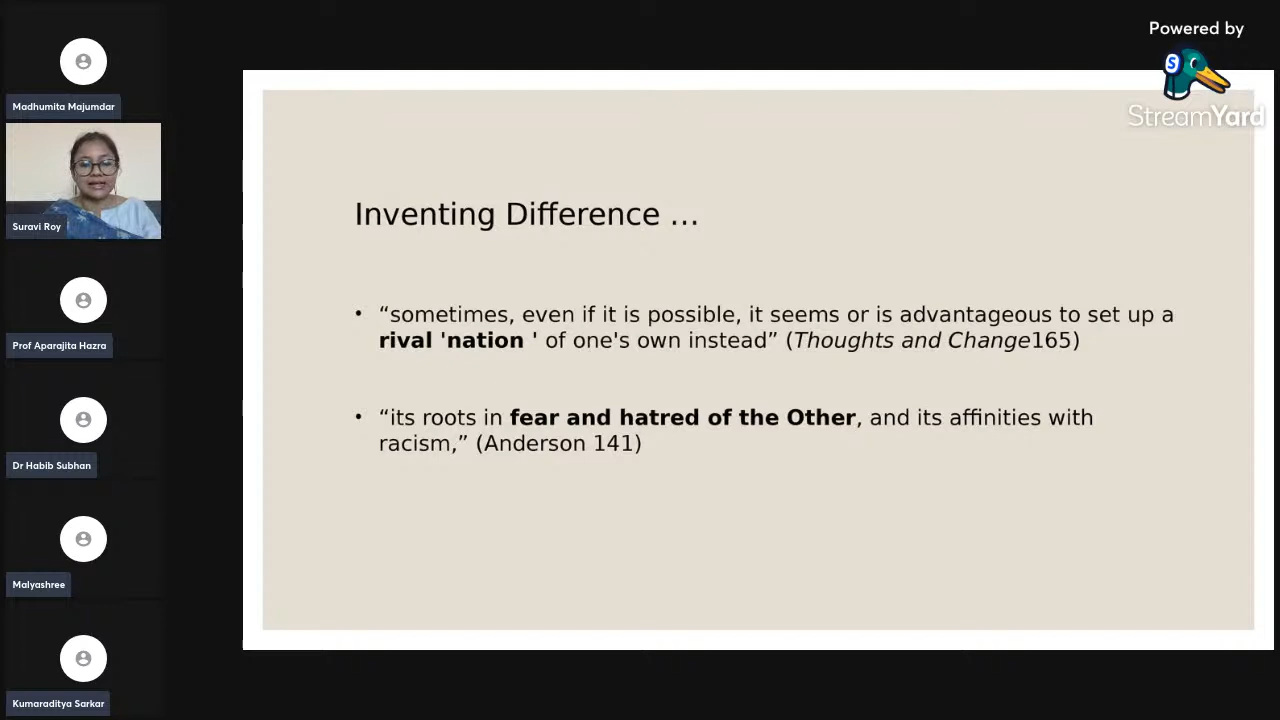 Madhumita Majumdar
Suravi Roy
Prof Aparajita Hazra
Dr Habib Subhan
Malyashree
Kumaraditya Sarkar
Powered by
S
StreamYard
Inventing Difference …
• “sometimes, even if it is possible, it seems or is advantageous to set up a
rival 'nation ' of one's own instead” (Thoughts and Change165)
• “its roots in fear and hatred of the Other, and its affinities with
racism,” (Anderson 141)